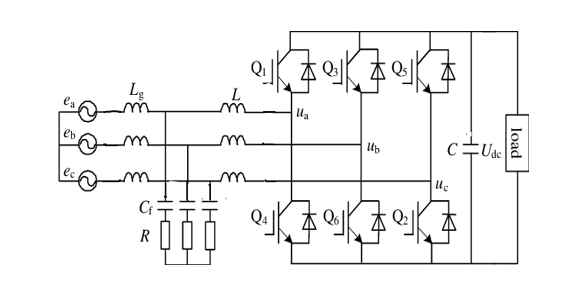 Q1 Q3 Q5
Lg L
ea
ua
eb
ub
C Udc load
ec
uc
Cf
Q4 Q6 Q2
R